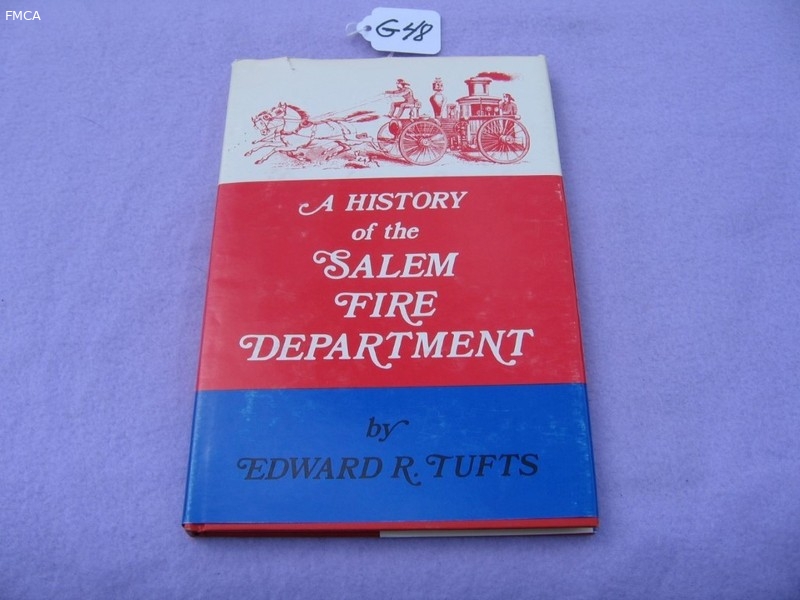 FMCA
G48
A HISTORY
of the
SALEM
FIRE
DEPARTMENT
by
EDWARD R. TUFTS